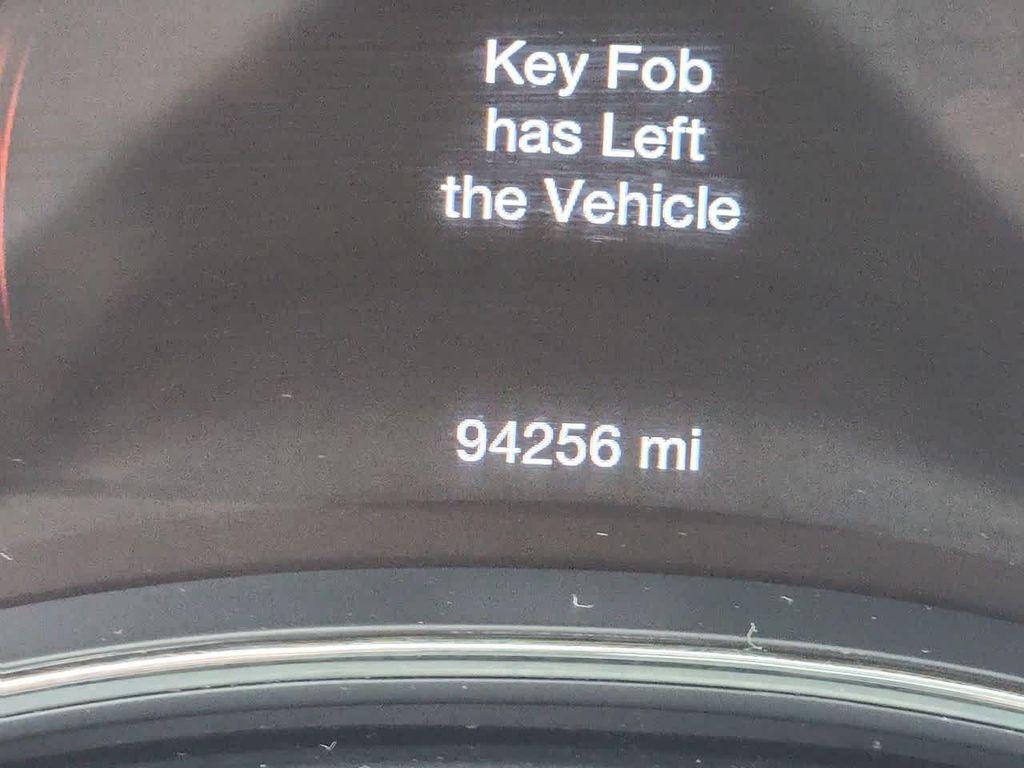 Key Fob
has Left
the Vehicle
94256 mi